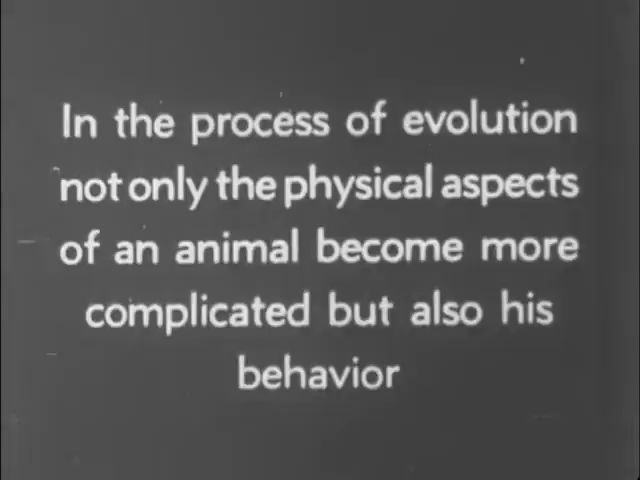 In the process of evolution
not only the physical aspects
of an animal become more
complicated but also his
behavior